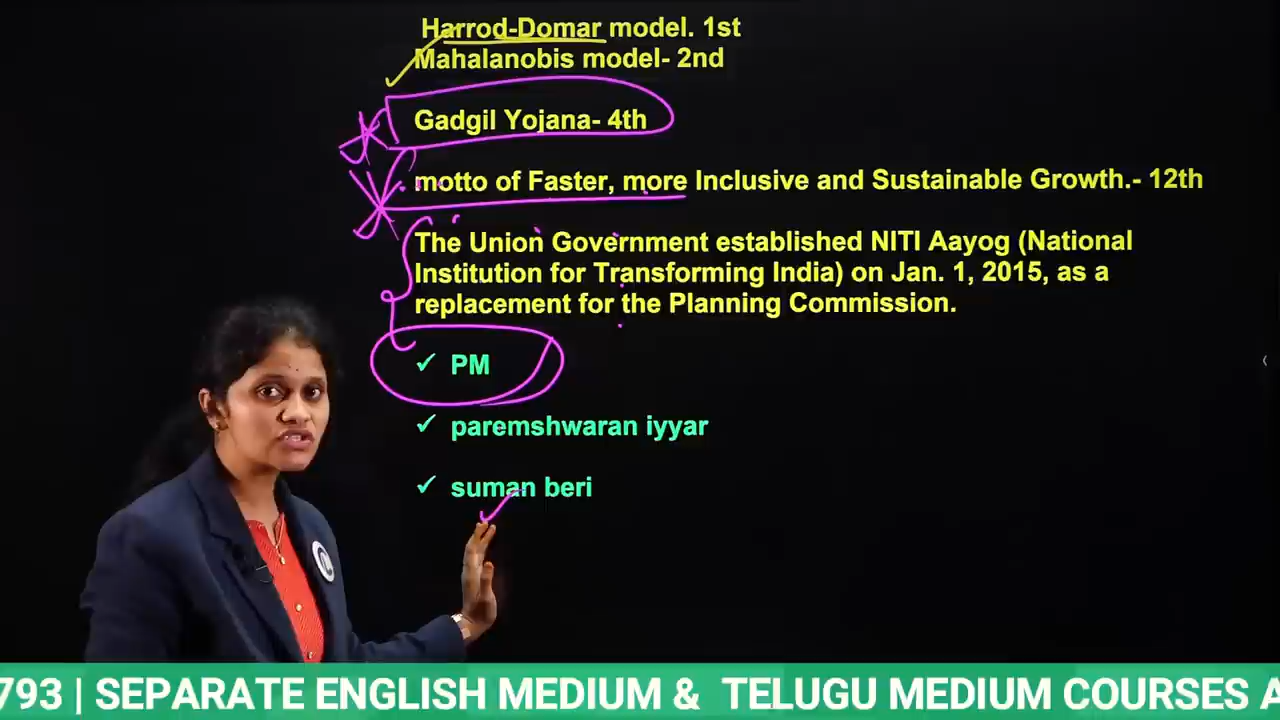 Harrod-Domar model. 1st
Mahalanobis model- 2nd
Gadgil Yojana- 4th
motto of Faster, more Inclusive and Sustainable Growth.- 12th
The Union Government established NITI Aayog (National
Institution for Transforming India) on Jan. 1, 2015, as a
replacement for the Planning Commission.
✓ PM
✓ paremshwaran iyyar
✓ suman beri
793 | SEPARATE ENGLISH MEDIUM & TELUGU MEDIUM COURSES A